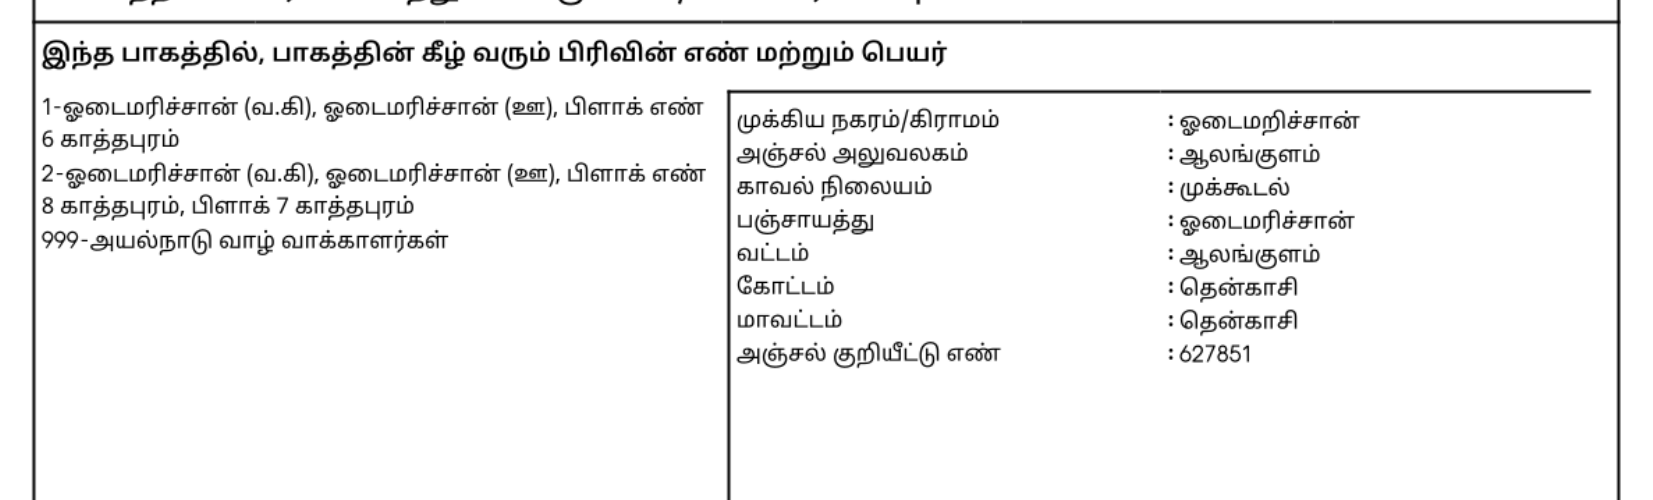 இந்த பாகத்தில், பாகத்தின் கீழ் வரும் பிரிவின் எண் மற்றும் பெயர்
1-ஓடைமரிச்சான் (வ.கி), ஓடைமரிச்சான் (ஊ), பிளாக் எண்
6 காத்தபுரம்
2-ஓடைமரிச்சான் (வ.கி), ஓடைமரிச்சான் (ஊ), பிளாக் எண்
8 காத்தபுரம், பிளாக் 7 காத்தபுரம்
999-அயல்நாடு வாழ் வாக்காளர்கள்
முக்கிய நகரம்/கிராமம் : ஓடைமறிச்சான்
அஞ்சல் அலுவலகம் : ஆலங்குளம்
காவல் நிலையம் : முக்கூடல்
பஞ்சாயத்து : ஓடைமரிச்சான்
வட்டம் : ஆலங்குளம்
கோட்டம் : தென்காசி
மாவட்டம் : தென்காசி
அஞ்சல் குறியீட்டு எண் : 627851